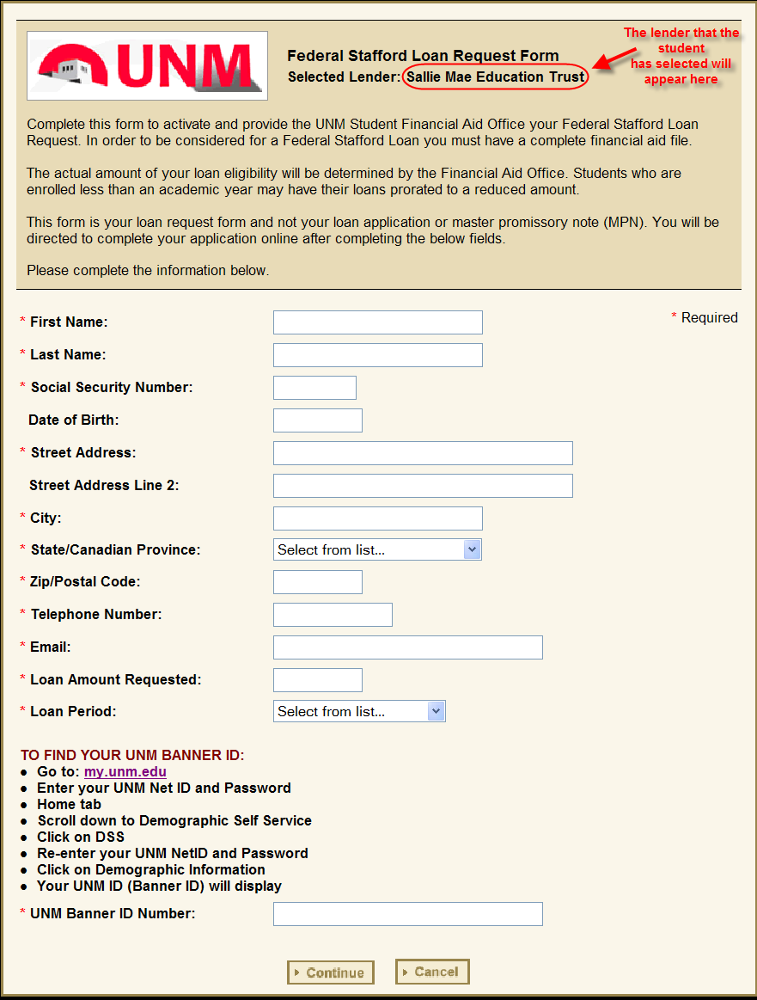 UNM
Federal Stafford Loan Request Form
Selected Lender: Sallie Mae Education Trust
The lender that the
student
has selected will
appear here
Complete this form to activate and provide the UNM Student Financial Aid Office your Federal Stafford Loan
Request. In order to be considered for a Federal Stafford Loan you must have a complete financial aid file.
The actual amount of your loan eligibility will be determined by the Financial Aid Office. Students who are
enrolled less than an academic year may have their loans prorated to a reduced amount.
This form is your loan request form and not your loan application or master promissory note (MPN). You will be
directed to complete your application online after completing the below fields.
Please complete the information below.
* First Name:
* Required
* Last Name:
* Social Security Number:
Date of Birth:
* Street Address:
Street Address Line 2:
* City:
* State/Canadian Province: Select from list...
* Zip/Postal Code:
* Telephone Number:
* Email:
* Loan Amount Requested:
* Loan Period: Select from list...
TO FIND YOUR UNM BANNER ID:
● Go to: my.unm.edu
● Enter your UNM Net ID and Password
● Home tab
● Scroll down to Demographic Self Service
● Click on DSS
● Re-enter your UNM NetID and Password
● Click on Demographic Information
● Your UNM ID (Banner ID) will display
* UNM Banner ID Number:
Continue Cancel